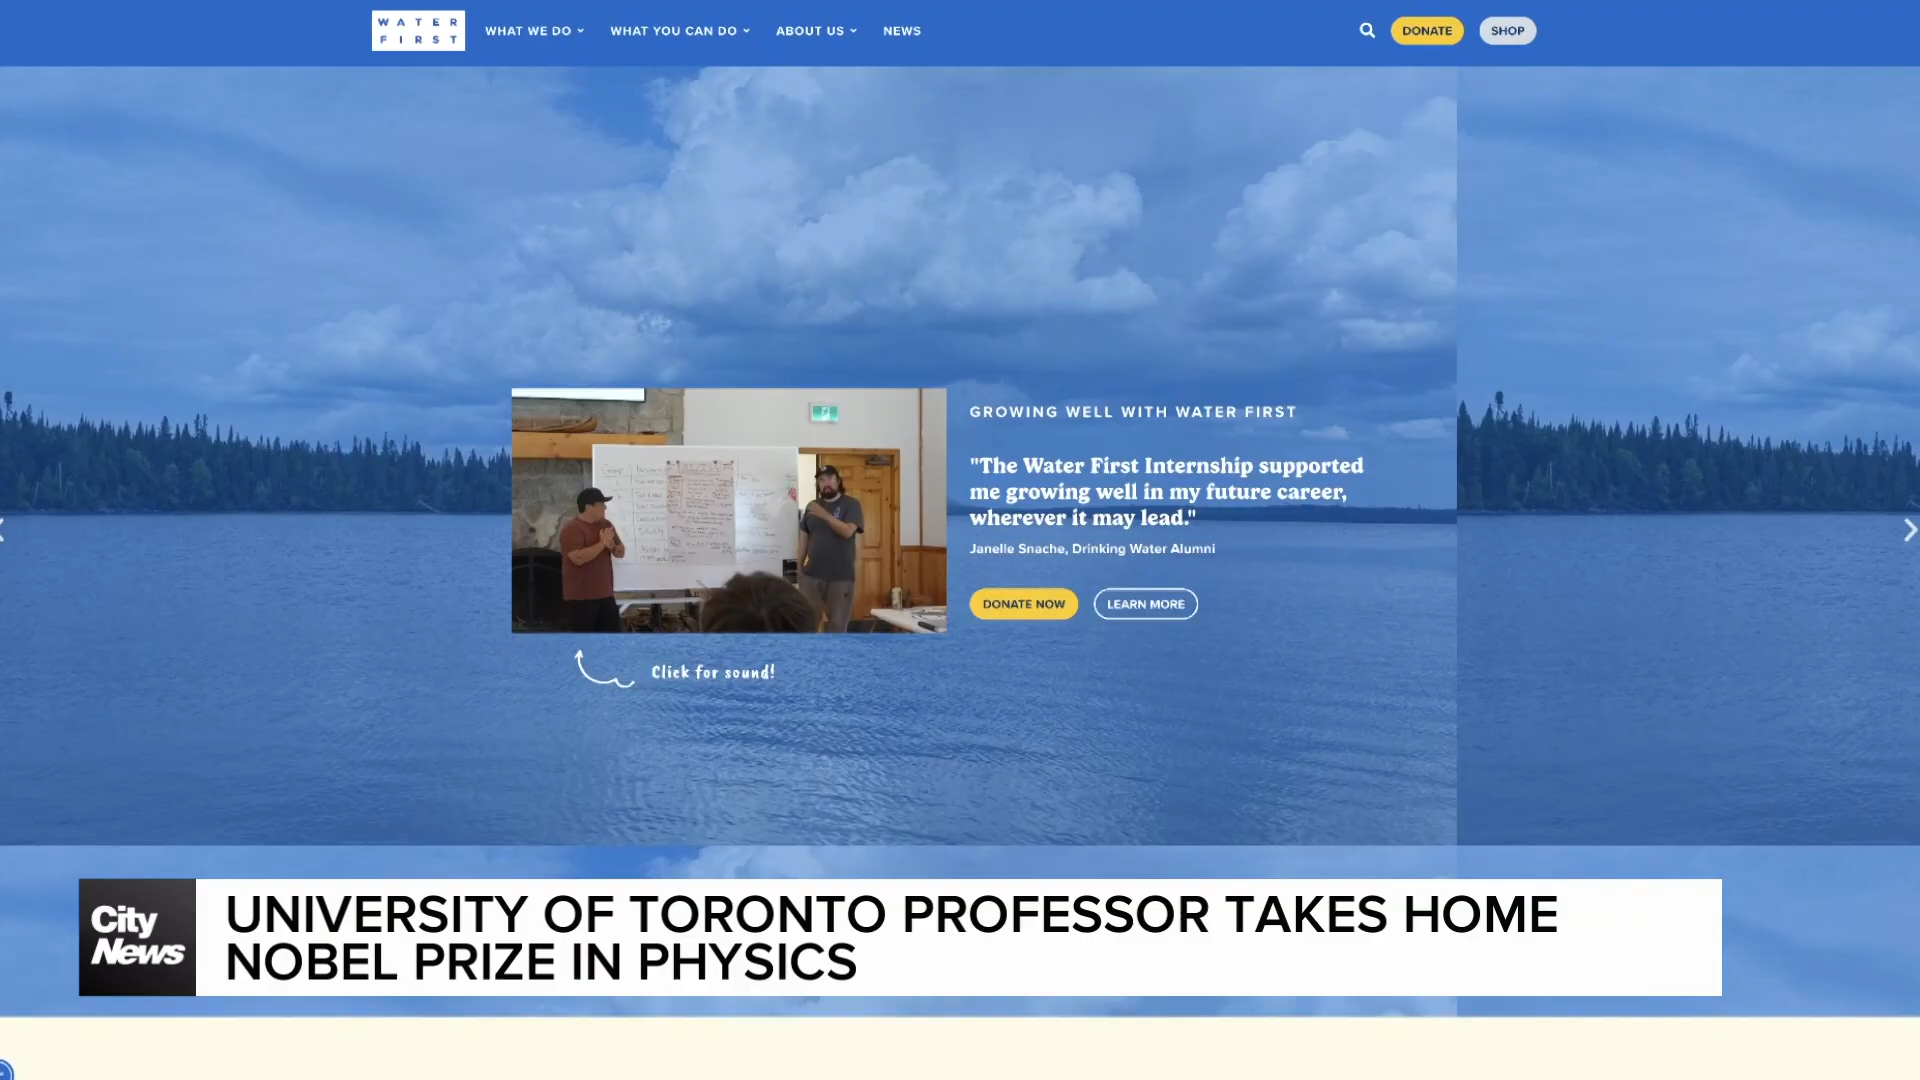 WATER
FIRST
WHAT WE DO
WHAT YOU CAN DO
ABOUT US
NEWS
DONATE
SHOP
GROWING WELL WITH WATER FIRST
"The Water First Internship supported
me growing well in my future career,
wherever it may lead."
Janelle Snache, Drinking Water Alumni
DONATE NOW
LEARN MORE
Click for sound!
City
News
UNIVERSITY OF TORONTO PROFESSOR TAKES HOME
NOBEL PRIZE IN PHYSICS